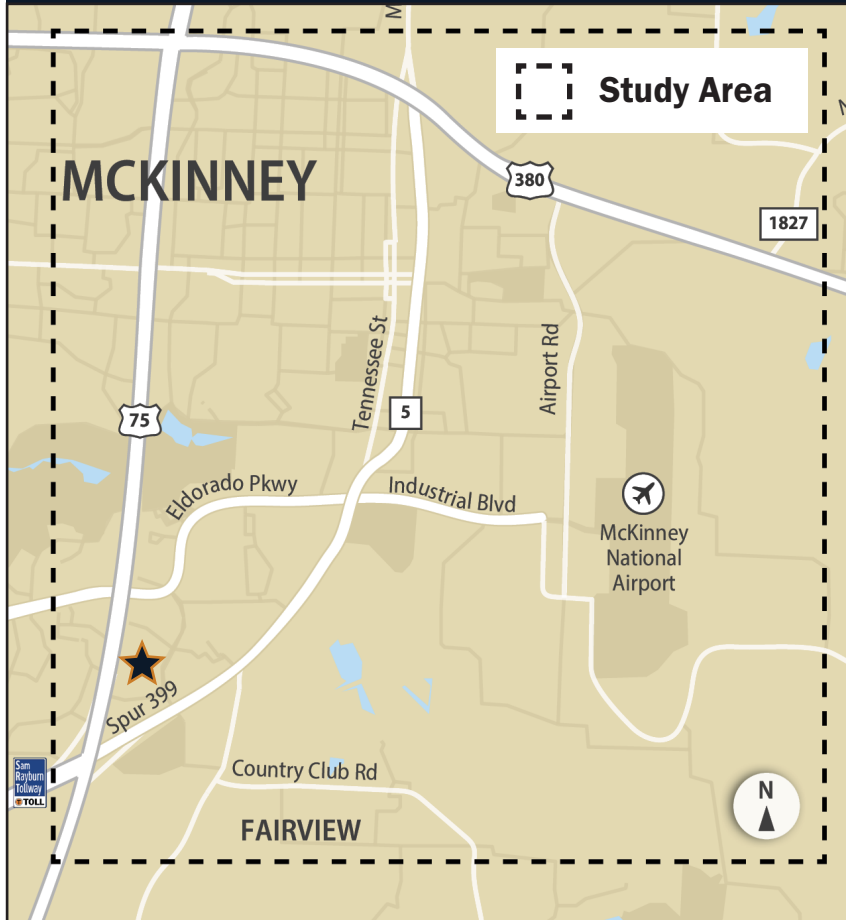 M
Study Area
MCKINNEY
380
1827
Tennessee St
Airport Rd
5
75
Eldorado Pkwy
Industrial Blvd
McKinney
National
Airport
Spur 399
Sam
Rayburn
Tollway
TOLL
Country Club Rd
N
FAIRVIEW